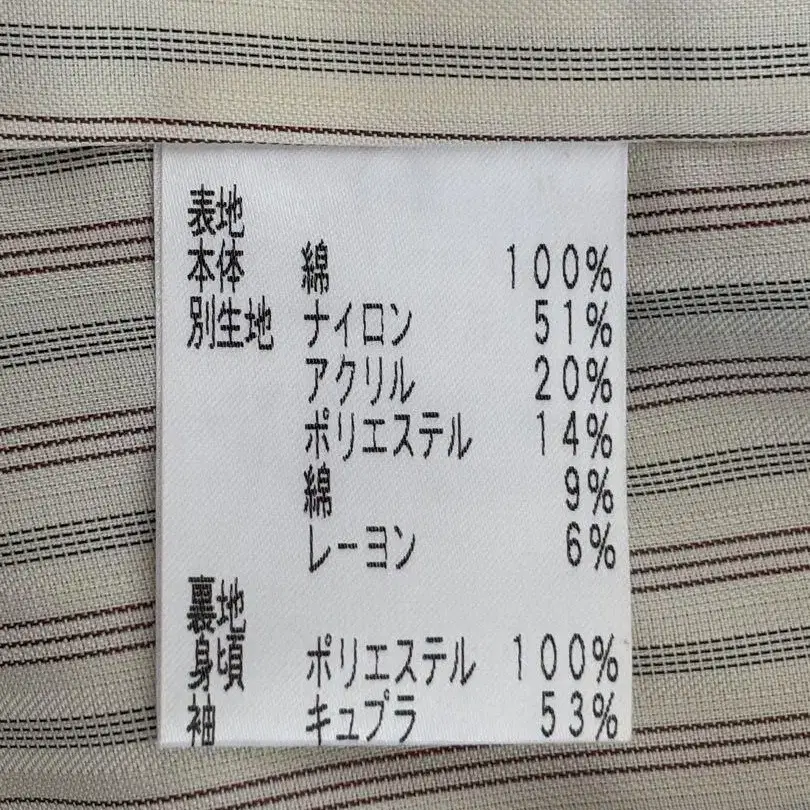 表地
本体 綿 100%
別生地 ナイロン 51%
アクリル 20%
ポリエステル 14%
綿 9%
レーヨン 6%
裏地
身頃 ポリエステル 100%
袖 キュプラ 53%